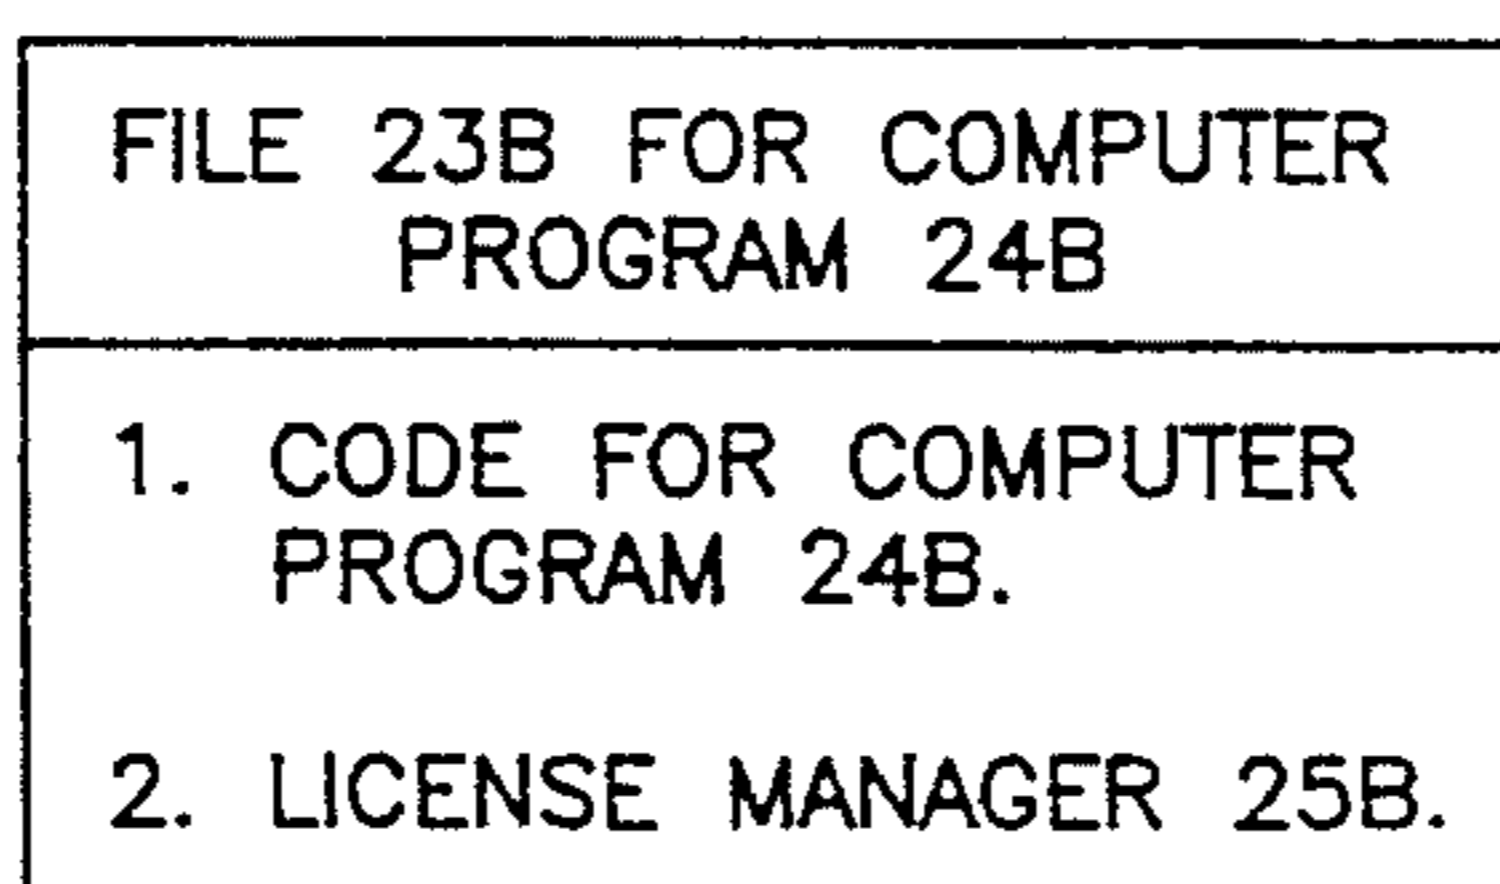 FILE 23B FOR COMPUTER
PROGRAM 24B
1. CODE FOR COMPUTER
PROGRAM 24B.
2. LICENSE MANAGER 25B.